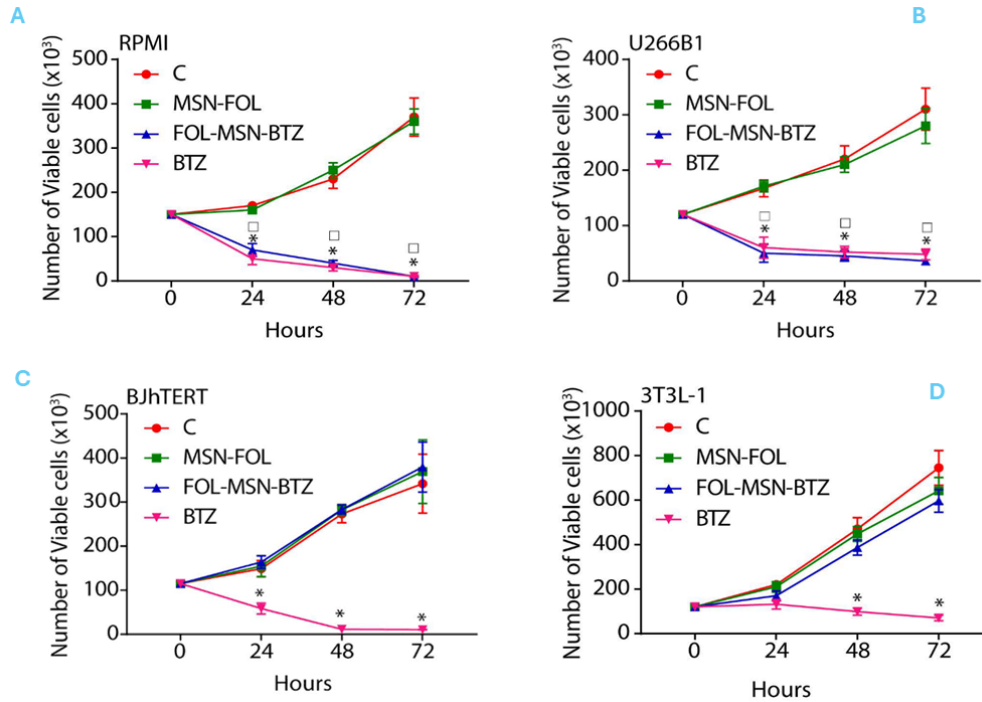 A
RPMI
Number of Viable cells (x10³)
500
400
300
200
100
0
C
MSN-FOL
FOL-MSN-BTZ
BTZ
□
*
□
*
□
*
0 24 48 72
Hours
B
U266B1
Number of Viable cells (x10³)
400
300
200
100
0
C
MSN-FOL
FOL-MSN-BTZ
BTZ
□
*
□
*
□
*
0 24 48 72
Hours
C
BJhTERT
Number of Viable cells (x10³)
500
400
300
200
100
0
C
MSN-FOL
FOL-MSN-BTZ
BTZ
*
*
*
0 24 48 72
Hours
D
3T3L-1
Number of Viable cells (x10³)
1000
800
600
400
200
0
C
MSN-FOL
FOL-MSN-BTZ
BTZ
*
*
0 24 48 72
Hours